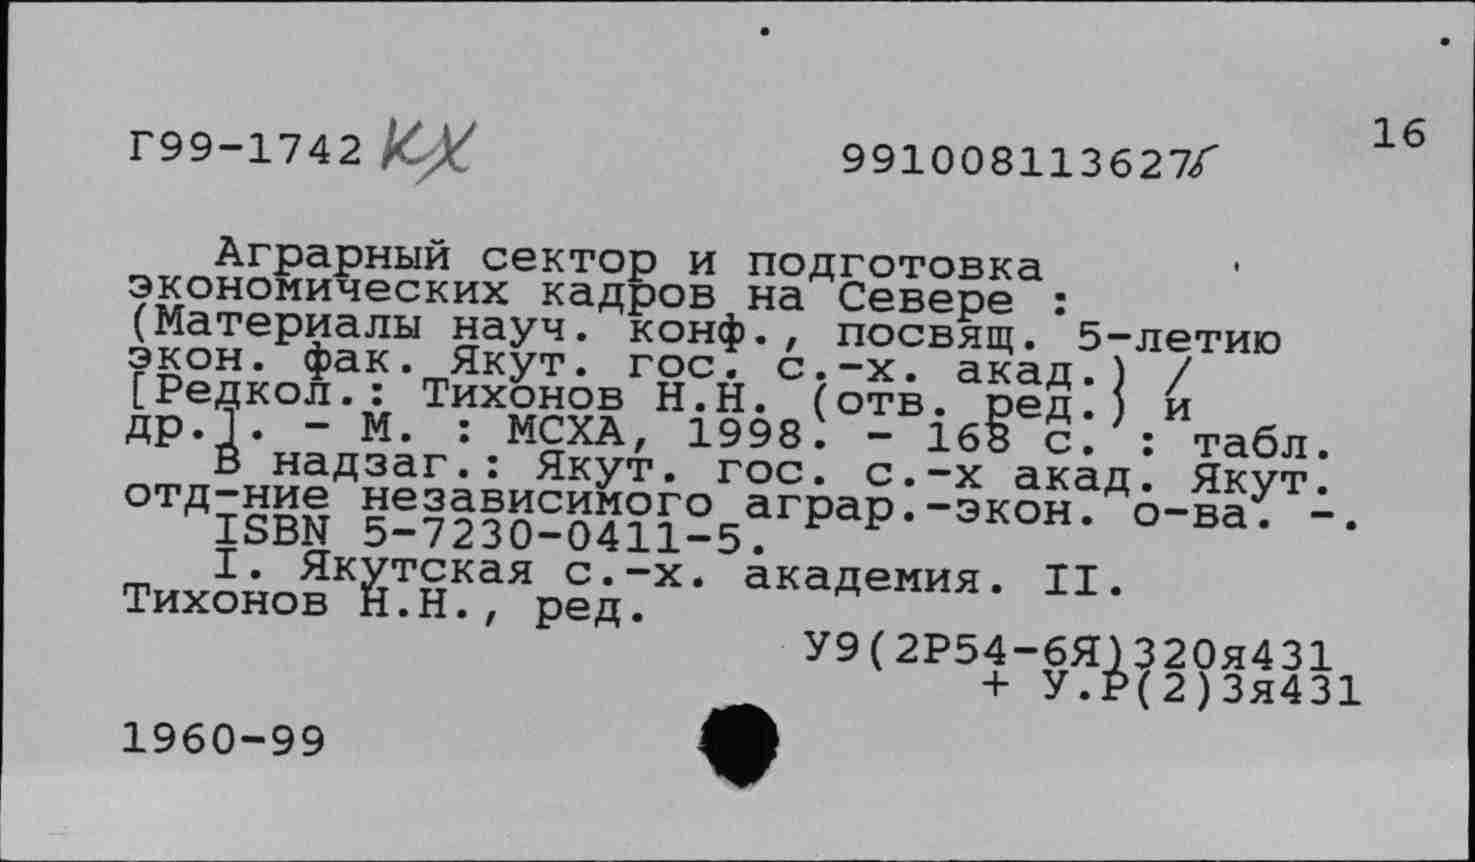 Г99-1742 КХ
991008113627
16
Аграрный сектор и подготовка
экономических кадров на Севере :
(Материалы науч. конф., посвящ. 5-летию
экон. фак. Якут. гос. с.-х. акад.) /
[Редкол.: Тихонов Н.Н. (отв. ред.) и
др.]. - М. : МСХА, 1998. - 168 с. : табл.
В надзаг.: Якут. гос. с.-х акад. Якут.
отд-ние независимого аграр.-экон. о-ва. -.
ISBN 5-7230-0411-5.
I. Якутская с.-х. академия. II.
Тихонов Н.Н., ред.
У9(2Р54-6Я)320я431
+ У.Р(2)3я431
1960-99